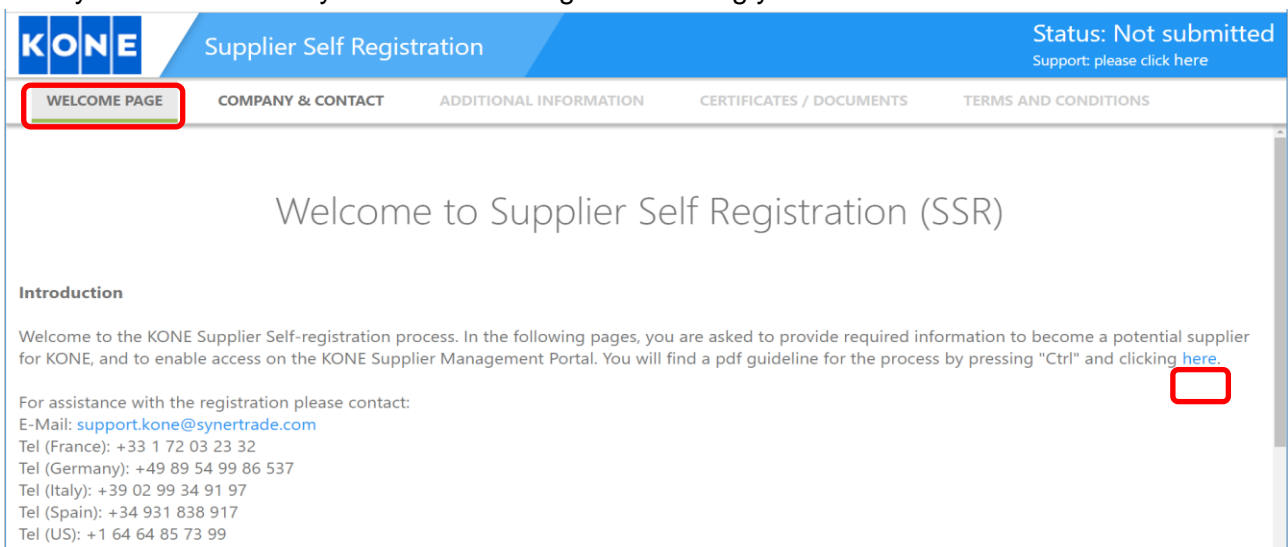 KONE
Supplier Self Registration
Status: Not submitted
Support: please click here
WELCOME PAGE
COMPANY & CONTACT
ADDITIONAL INFORMATION
CERTIFICATES / DOCUMENTS
TERMS AND CONDITIONS
Welcome to Supplier Self Registration (SSR)
Introduction
Welcome to the KONE Supplier Self-registration process. In the following pages, you are asked to provide required information to become a potential supplier
for KONE, and to enable access on the KONE Supplier Management Portal. You will find a pdf guideline for the process by pressing "Ctrl" and clicking here.
For assistance with the registration please contact:
E-Mail: support.kone@synertrade.com
Tel (France): +33 1 72 03 23 32
Tel (Germany): +49 89 54 99 86 537
Tel (Italy): +39 02 99 34 91 97
Tel (Spain): +34 931 838 917
Tel (US): +1 64 64 85 73 99